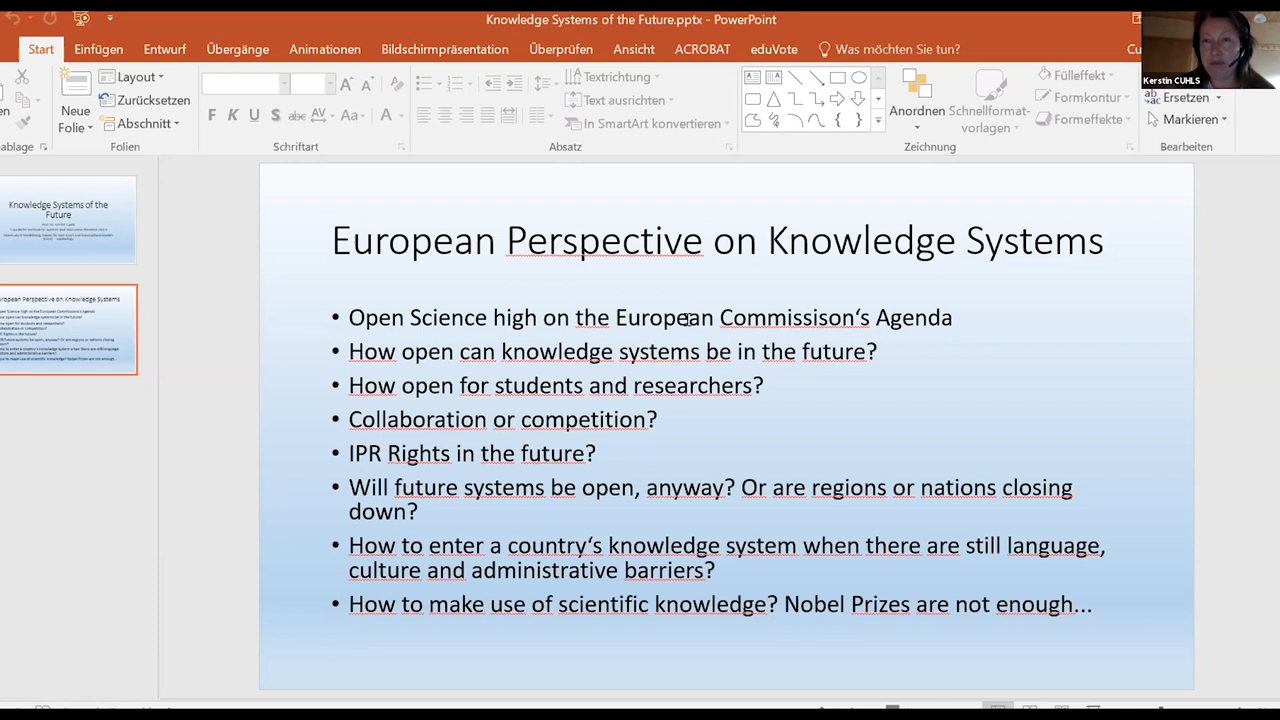 Knowledge Systems of the Future.pptx - PowerPoint
Start Einfügen Entwurf Übergänge Animationen Bildschirmpräsentation Überprüfen Ansicht ACROBAT eduVote Was möchten Sie tun? Cu
Kerstin CUHLS
Neue
Folie
Layout
Zurücksetzen
Abschnitt
F K U S abc AV Aa A
Textrichtung
Text ausrichten
In SmartArt konvertieren
Anordnen
Schnellformat-
vorlagen
Fülleffekt
Formkontur
Formeffekte
Ersetzen
Markieren
ablage Folien Schriftart Absatz Zeichnung Bearbeiten
Knowledge Systems of the
Future
European Perspective on Knowledge Systems
• Open Science high on the European Commissison‘s Agenda
• How open can knowledge systems be in the future?
• How open for students and researchers?
• Collaboration or competition?
• IPR Rights in the future?
• Will future systems be open, anyway? Or are regions or nations closing
down?
• How to enter a country‘s knowledge system when there are still language,
culture and administrative barriers?
• How to make use of scientific knowledge? Nobel Prizes are not enough...